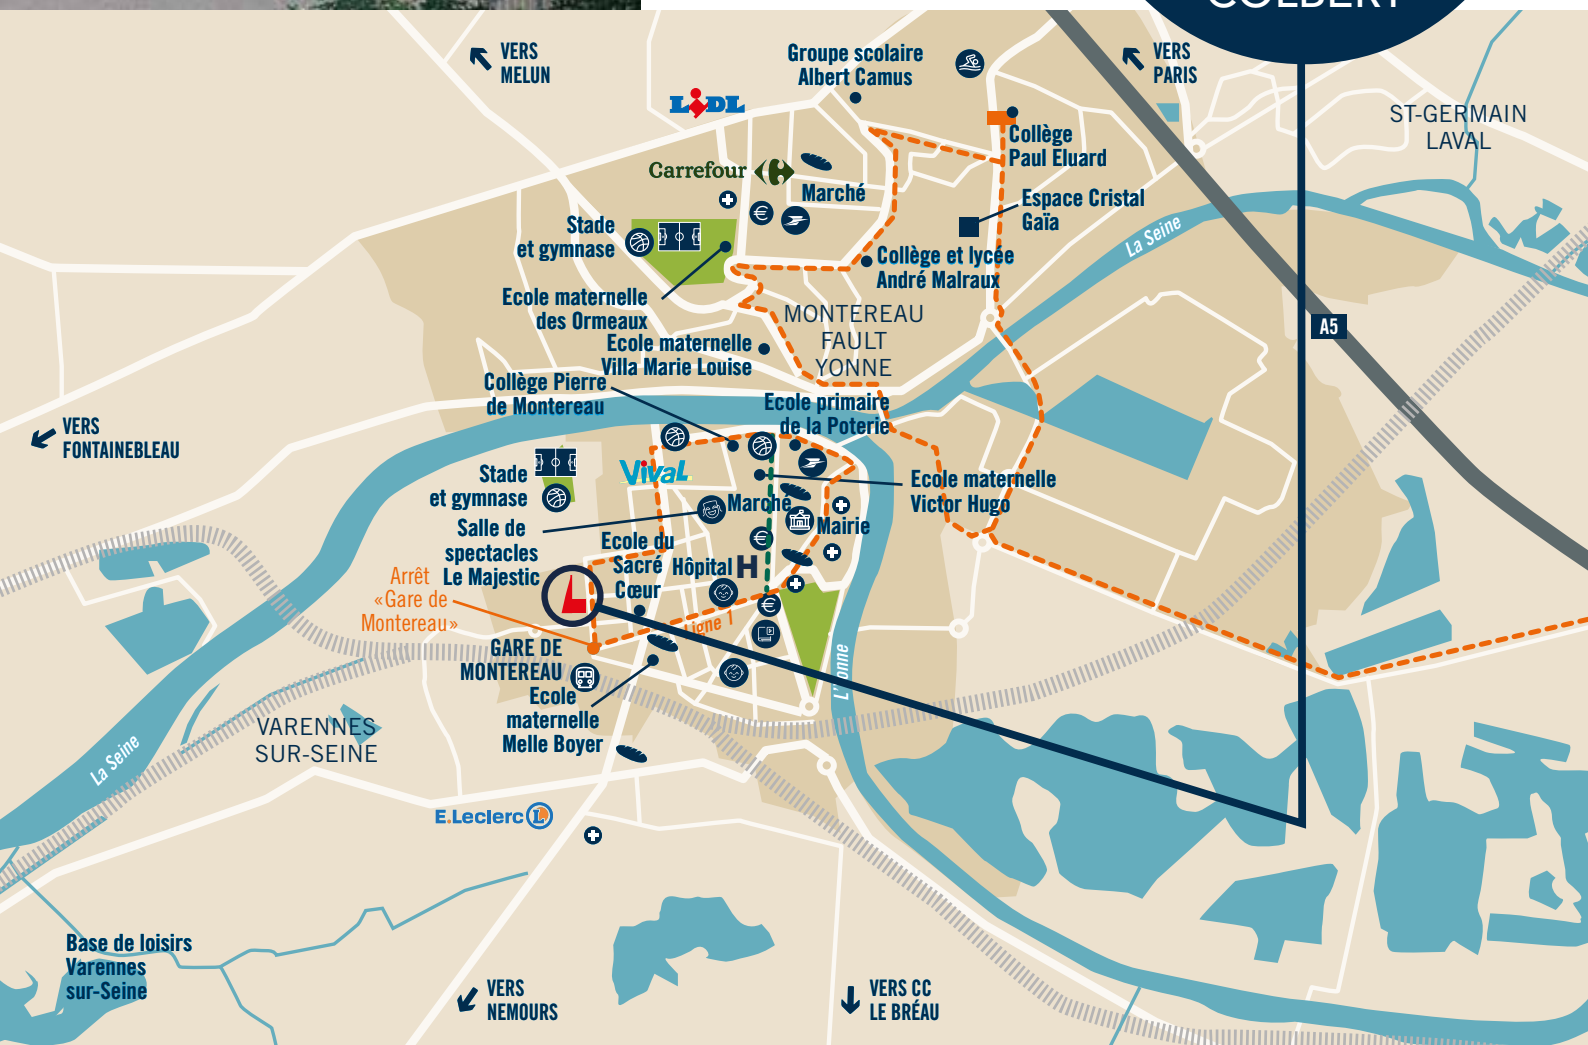 COLBERT
VERS
MELUN
Groupe scolaire
Albert Camus
VERS
PARIS
ST-GERMAIN
LAVAL
LiDL
Collège
Paul Eluard
Carrefour
Marché
Espace Cristal
Gaïa
La Seine
Stade
et gymnase
Collège et lycée
André Malraux
Ecole maternelle
des Ormeaux
MONTEREAU
FAULT
YONNE
A5
Ecole maternelle
Villa Marie Louise
Collège Pierre
de Montereau
Ecole primaire
de la Poterie
VERS
FONTAINEBLEAU
Stade
et gymnase
Vival
Ecole maternelle
Victor Hugo
Marché
Mairie
Salle de
spectacles
Le Majestic
Ecole du
Sacré
Cœur
Hôpital H
Arrêt
«Gare de
Montereau»
Ligne 1
GARE DE
MONTEREAU
L'Yonne
Ecole
maternelle
Melle Boyer
VARENNES
SUR-SEINE
La Seine
E.Leclerc L
Base de loisirs
Varennes
sur-Seine
VERS
NEMOURS
VERS CC
LE BRÉAU